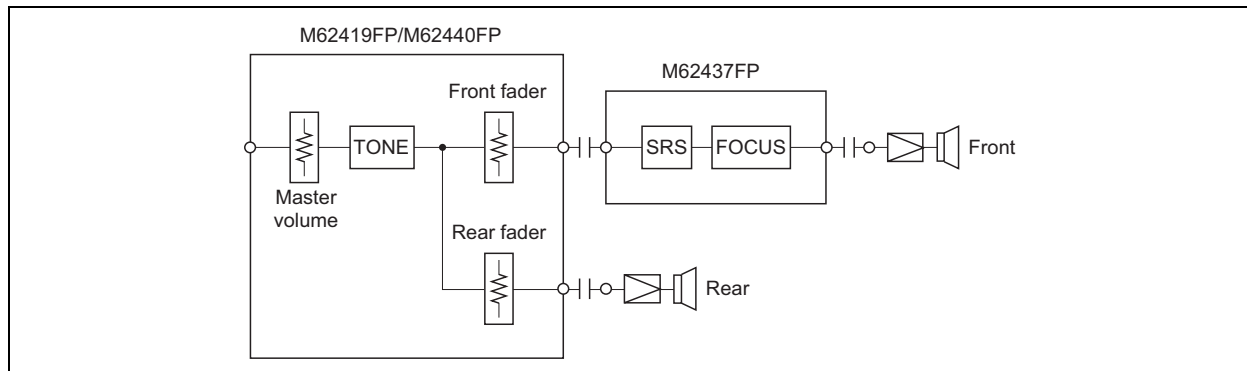 M62419FP/M62440FP
M62437FP
Front fader
TONE
SRS
FOCUS
Front
Master
volume
Rear fader
Rear